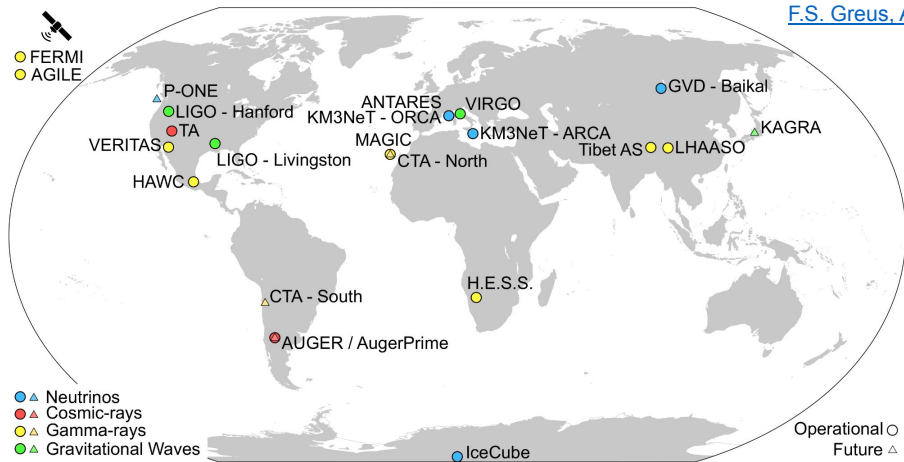 F.S. Greus, A
FERMI
AGILE
P-ONE
GVD - Baikal
ANTARES
VIRGO
LIGO - Hanford
KM3NeT - ORCA
KAGRA
TA
KM3NeT - ARCA
MAGIC
VERITAS
Tibet AS
LHAASO
LIGO - Livingston
CTA - North
HAWC
H.E.S.S.
CTA - South
AUGER / AugerPrime
Neutrinos
Cosmic-rays
Gamma-rays
Gravitational Waves
Operational
Future
IceCube